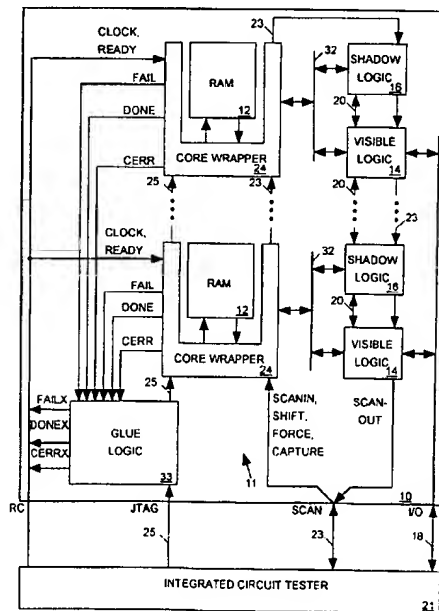 CLOCK,
READY
23
FAIL
RAM
12
32
SHADOW
LOGIC
16
DONE
20
CORE WRAPPER
24
VISIBLE
LOGIC
14
CERR
25
23
20
23
CLOCK,
READY
32
SHADOW
LOGIC
16
FAIL
RAM
12
20
DONE
CORE WRAPPER
24
VISIBLE
LOGIC
14
CERR
25
FAILX
DONEX
CERRX
GLUE
LOGIC
33
SCANIN,
SHIFT,
FORCE,
CAPTURE
SCAN-
OUT
11
10
RC
JTAG
SCAN
I/O
25
23
18
INTEGRATED CIRCUIT TESTER
21